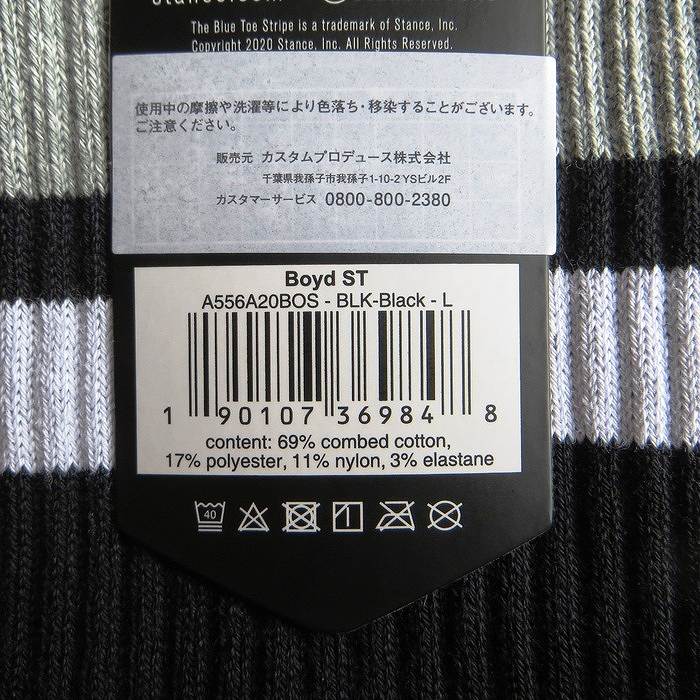 The Blue Toe Stripe is a trademark of Stance, Inc.
Copyright 2020 Stance, Inc. All Rights Reserved.
使用中の摩擦や洗濯等により色落ち・移染することがございます。
ご注意ください。
販売元 カスタムプロデュース株式会社
千葉県我孫子市我孫子1-10-2 YSビル2F
カスタマーサービス 0800-800-2380
Boyd ST
A556A20BOS - BLK-Black - L
1 90107 36984 8
content: 69% combed cotton,
17% polyester, 11% nylon, 3% elastane
40